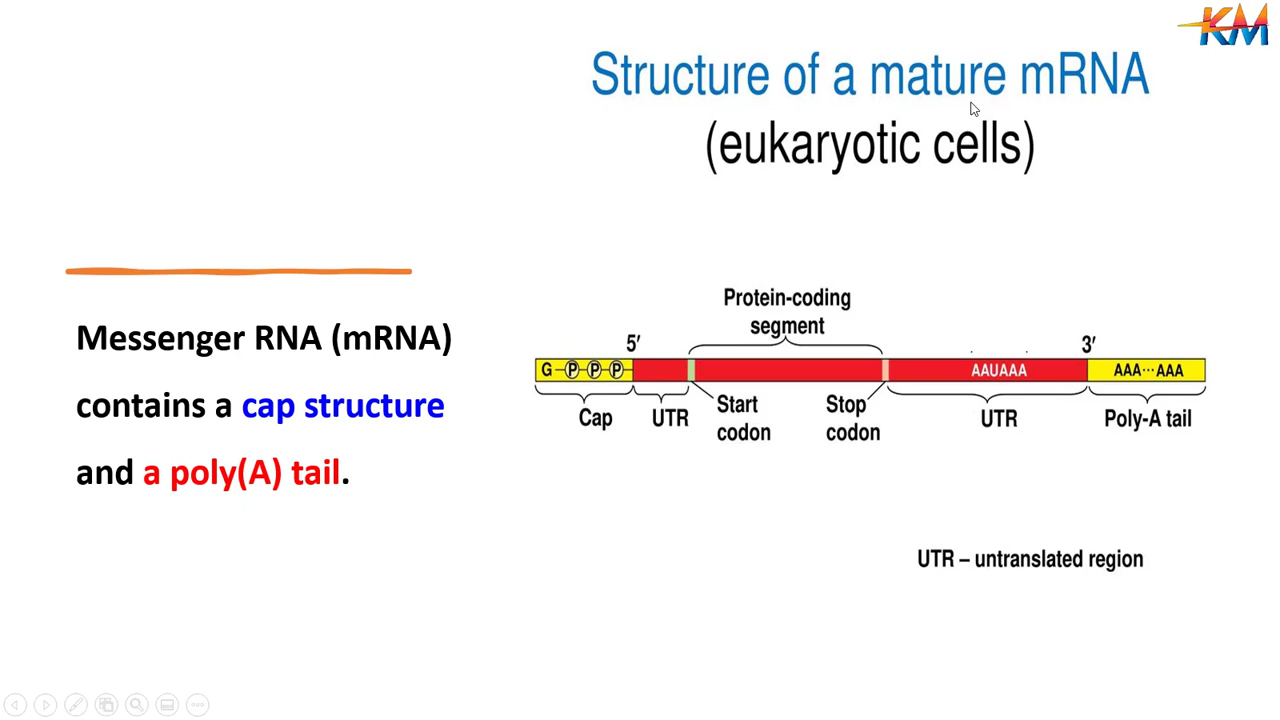 KM
Structure of a mature mRNA
(eukaryotic cells)
Messenger RNA (mRNA)
contains a cap structure
and a poly(A) tail.
Protein-coding
segment
5′
3′
G P P P
AAUAAA
AAA···AAA
Cap
UTR
Start
codon
Stop
codon
UTR
Poly-A tail
UTR – untranslated region